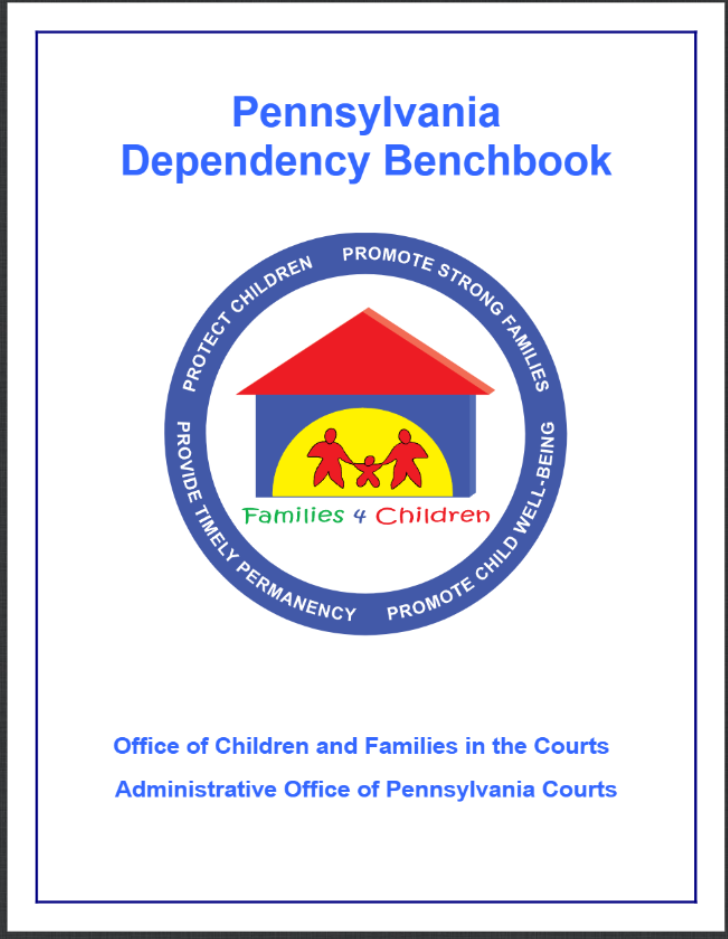 Pennsylvania
Dependency Benchbook
PROTECT CHILDREN
PROMOTE STRONG FAMILIES
PROVIDE TIMELY PERMANENCY
PROMOTE CHILD WELL-BEING
Families 4 Children
Office of Children and Families in the Courts
Administrative Office of Pennsylvania Courts